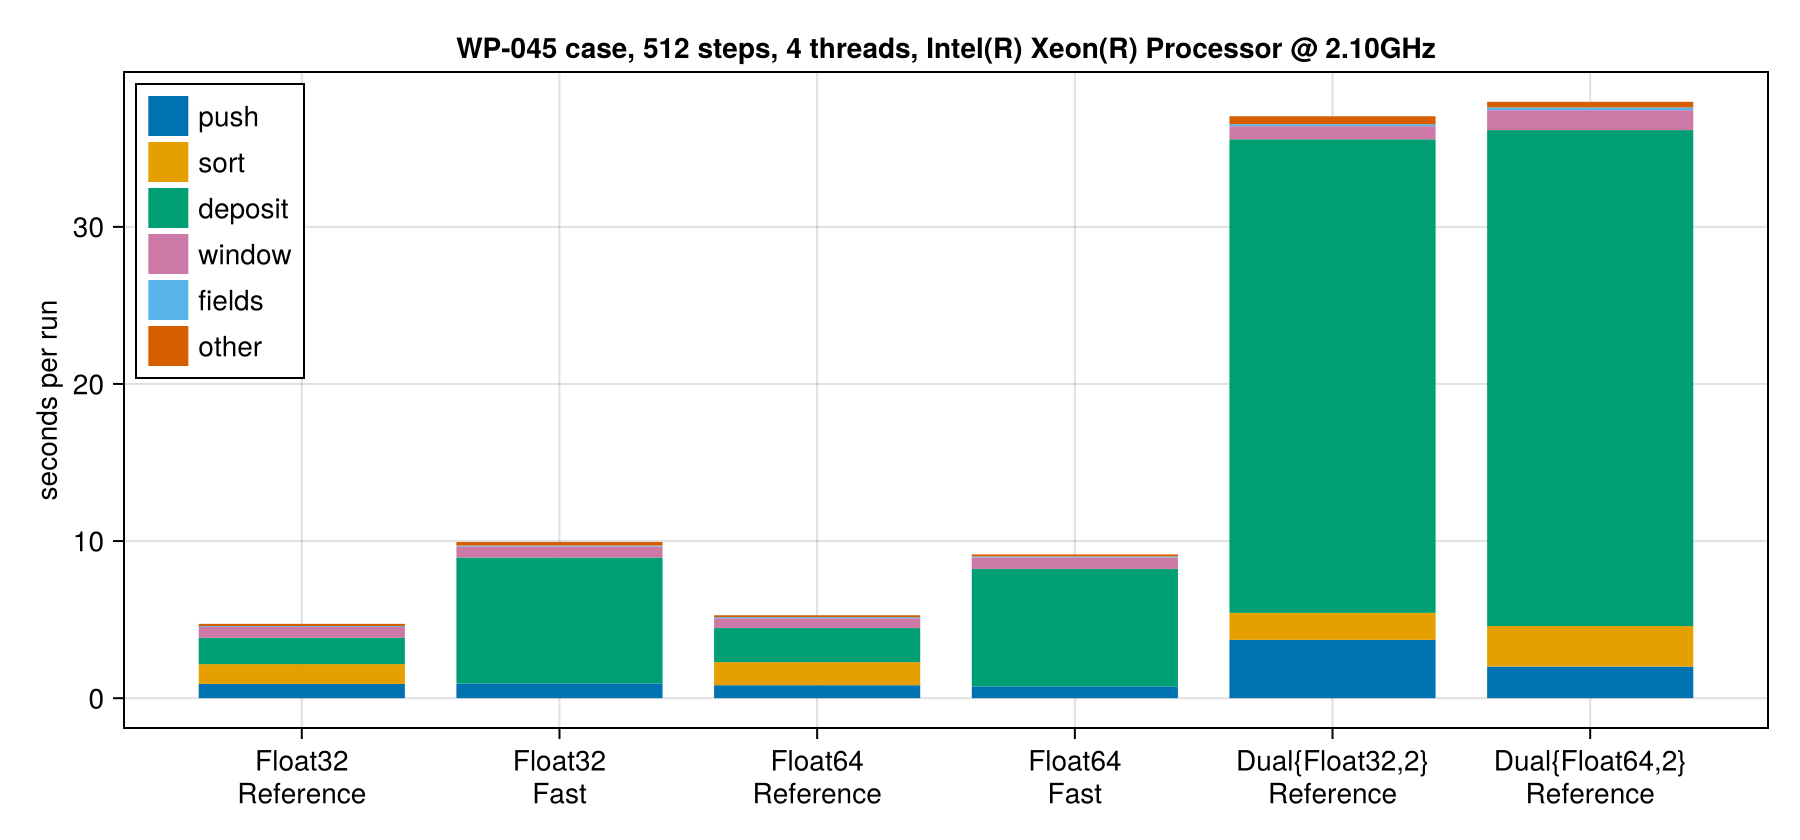 WP-045 case, 512 steps, 4 threads, Intel(R) Xeon(R) Processor @ 2.10GHz
push
sort
deposit
window
fields
other
seconds per run
30
20
10
0
Float32
Reference
Float32
Fast
Float64
Reference
Float64
Fast
Dual{Float32,2}
Reference
Dual{Float64,2}
Reference